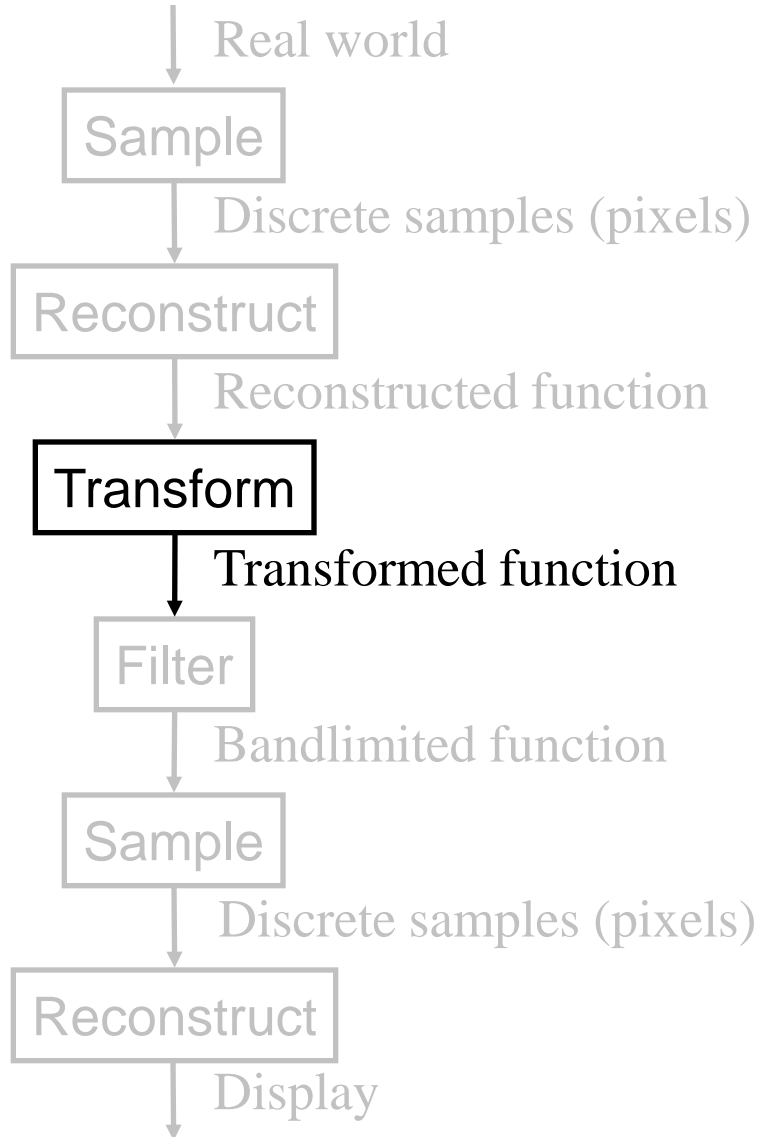 Real world
Sample
Discrete samples (pixels)
Reconstruct
Reconstructed function
Transform
Transformed function
Filter
Bandlimited function
Sample
Discrete samples (pixels)
Reconstruct
Display